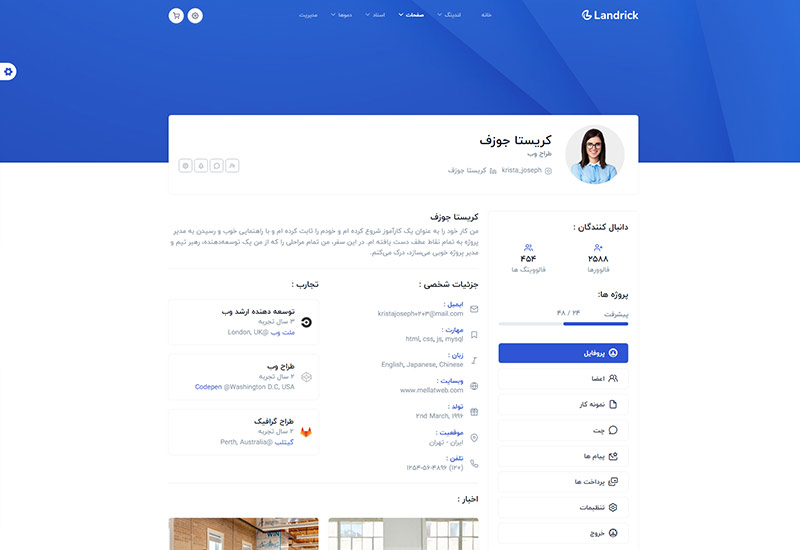 Landrick
خانه
لندینگ
صفحات
اسناد
دموها
مدیریت
کریستا جوزف
طراح وب
krista_joseph
کریستا جوزف
دنبال کنندگان :
۲۵۸۸
فالوورها
۴۵۴
فالووینگ ها
پروژه ها:
پیشرفت
۲۴ / ۴۸
پروفایل
اعضا
نمونه کار
چت
پیام ها
پرداخت ها
تنظیمات
خروج
کریستا جوزف
من کار خود را به عنوان یک کارآموز شروع کرده ام و خودم را ثابت کرده ام و با راهنمایی خوب و رسیدن به مدیر
پروژه به تمام نقاط عطف دست یافته ام. در این سفر، من تمام مراحلی را که از من یک توسعه‌دهنده، رهبر تیم و
مدیر پروژه خوبی می‌سازد، درک می‌کنم.
جزئیات شخصی :
ایمیل :
kristajoseph۰۲۰۳@mail.com
مهارت :
html, css, js, mysql
زبان :
English, Japanese, Chinese
وبسایت :
www.mellatweb.com
تولد :
۲nd March, ۱۹۹۶
موقعیت :
ایران - تهران
تلفن :
(۱۲۰) ۱۲۵۴-۵۶-۴۸۹۶
تجارب :
توسعه دهنده ارشد وب
۳ سال تجربه
ملت وب @London, UK
طراح وب
۲ سال تجربه
Codepen @Washington D.C, USA
طراح گرافیک
۲ سال تجربه
گیتلب @Perth, Australia
اخبار :
WIN